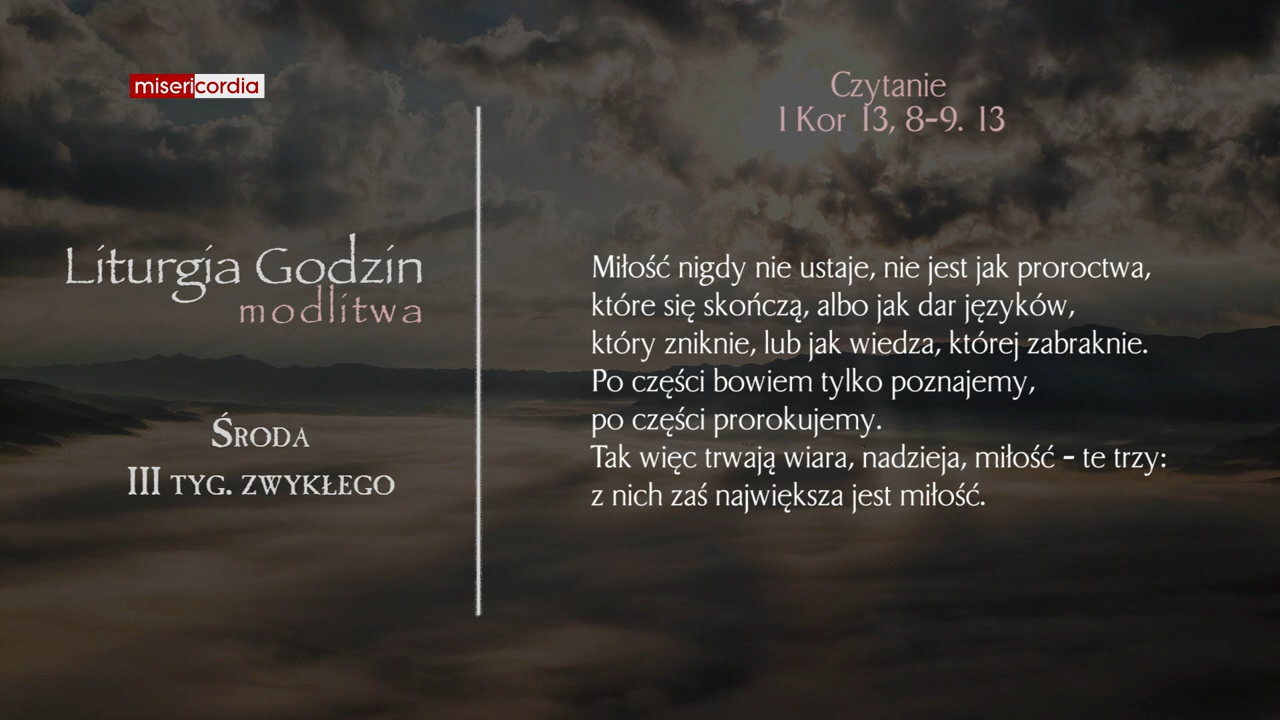 misericordia
Liturgia Godzin
modlitwa
Środa
III tyg. zwykłego
Czytanie
1 Kor 13, 8-9. 13
Miłość nigdy nie ustaje, nie jest jak proroctwa,
które się skończą, albo jak dar języków,
który zniknie, lub jak wiedza, której zabraknie.
Po części bowiem tylko poznajemy,
po części prorokujemy.
Tak więc trwają wiara, nadzieja, miłość - te trzy:
z nich zaś największa jest miłość.